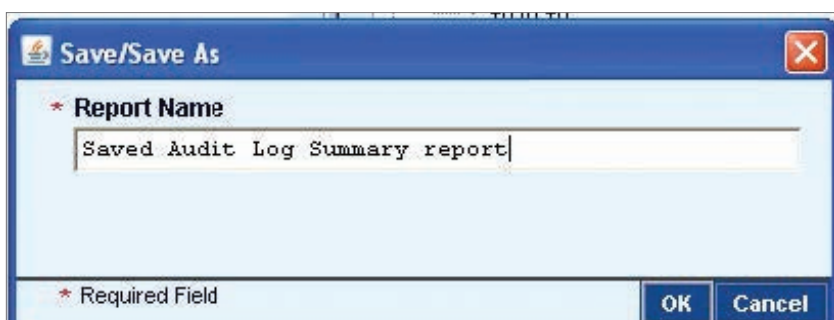 Save/Save As
* Report Name
Saved Audit Log Summary report
* Required Field
OK Cancel